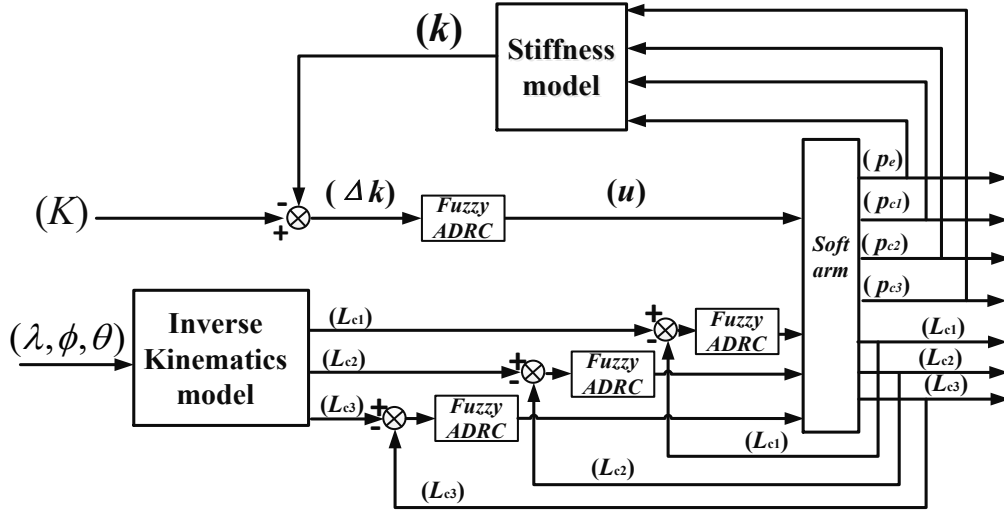 (k)
Stiffness
model
(K)
-
+
(Δk)
Fuzzy
ADRC
(u)
Soft
arm
(pe)
(pc1)
(pc2)
(pc3)
(Lc1)
(Lc2)
(Lc3)
(λ,ϕ,θ)
Inverse
Kinematics
model
(Lc1)
+
-
Fuzzy
ADRC
(Lc2)
+
-
Fuzzy
ADRC
(Lc3)
+
-
Fuzzy
ADRC
(Lc1)
(Lc2)
(Lc3)